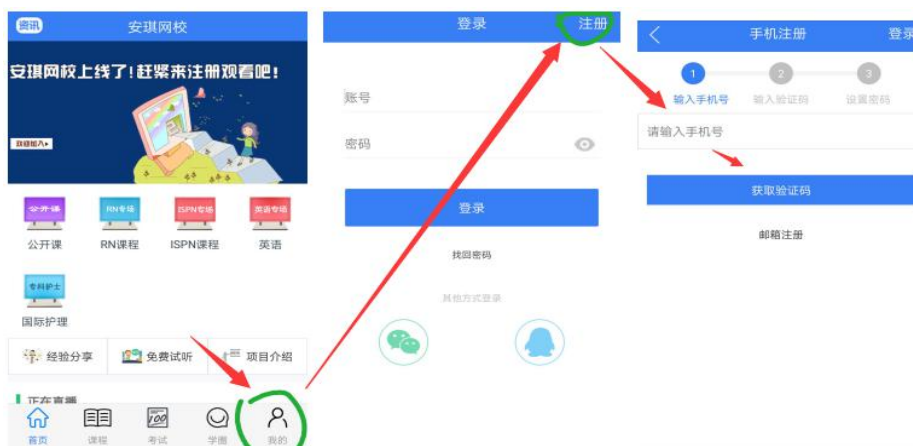 资讯
安琪网校
安琪网校上线了!赶紧来注册观看吧!
欢迎加入
公开课
RN专场
ISPN专场
英语专场
公开课
RN课程
ISPN课程
英语
专科护士
国际护理
经验分享
免费试听
项目介绍
正在直播
100
首页
课程
考试
学圈
我的
登录
注册
账号
密码
登录
找回密码
其他方式登录
手机注册
登录
1
2
3
输入手机号
输入验证码
设置密码
请输入手机号
获取验证码
邮箱注册